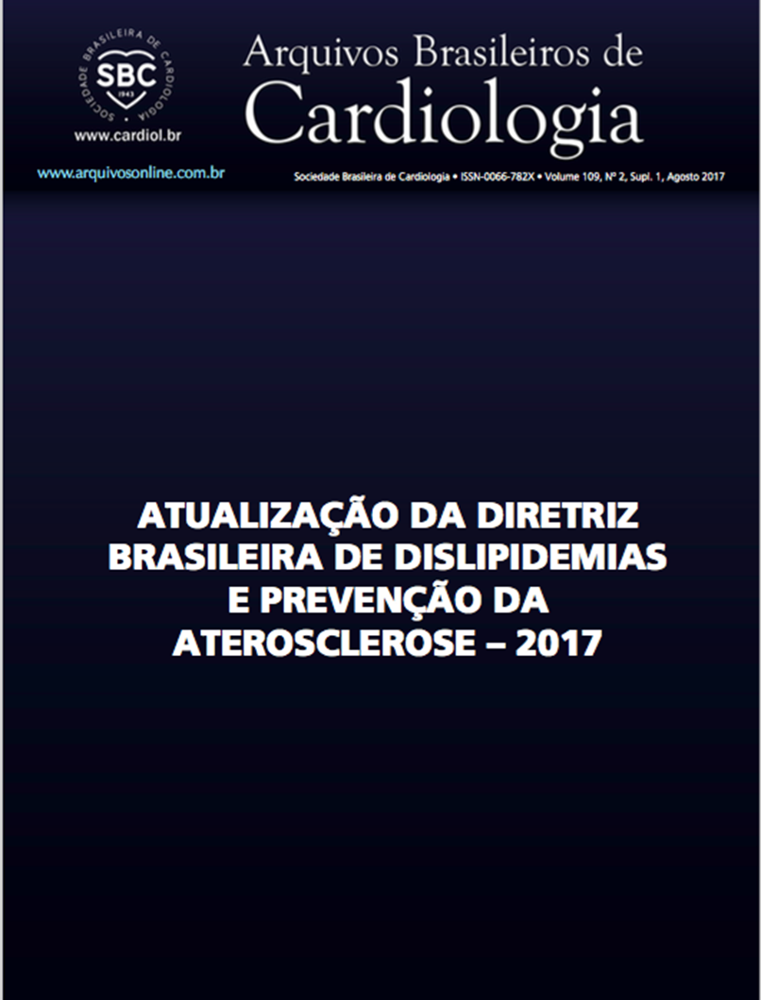 SOCIEDADE BRASILEIRA DE CARDIOLOGIA
SBC
1943
www.cardiol.br
Arquivos Brasileiros de
Cardiologia
www.arquivosonline.com.br
Sociedade Brasileira de Cardiologia • ISSN-0066-782X • Volume 109, Nº 2, Supl. 1, Agosto 2017
ATUALIZAÇÃO DA DIRETRIZ
BRASILEIRA DE DISLIPIDEMIAS
E PREVENÇÃO DA
ATEROSCLEROSE – 2017